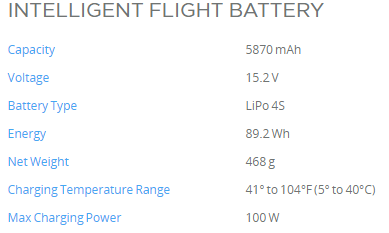 INTELLIGENT FLIGHT BATTERY
Capacity 5870 mAh
Voltage 15.2 V
Battery Type LiPo 4S
Energy 89.2 Wh
Net Weight 468 g
Charging Temperature Range 41° to 104°F (5° to 40°C)
Max Charging Power 100 W